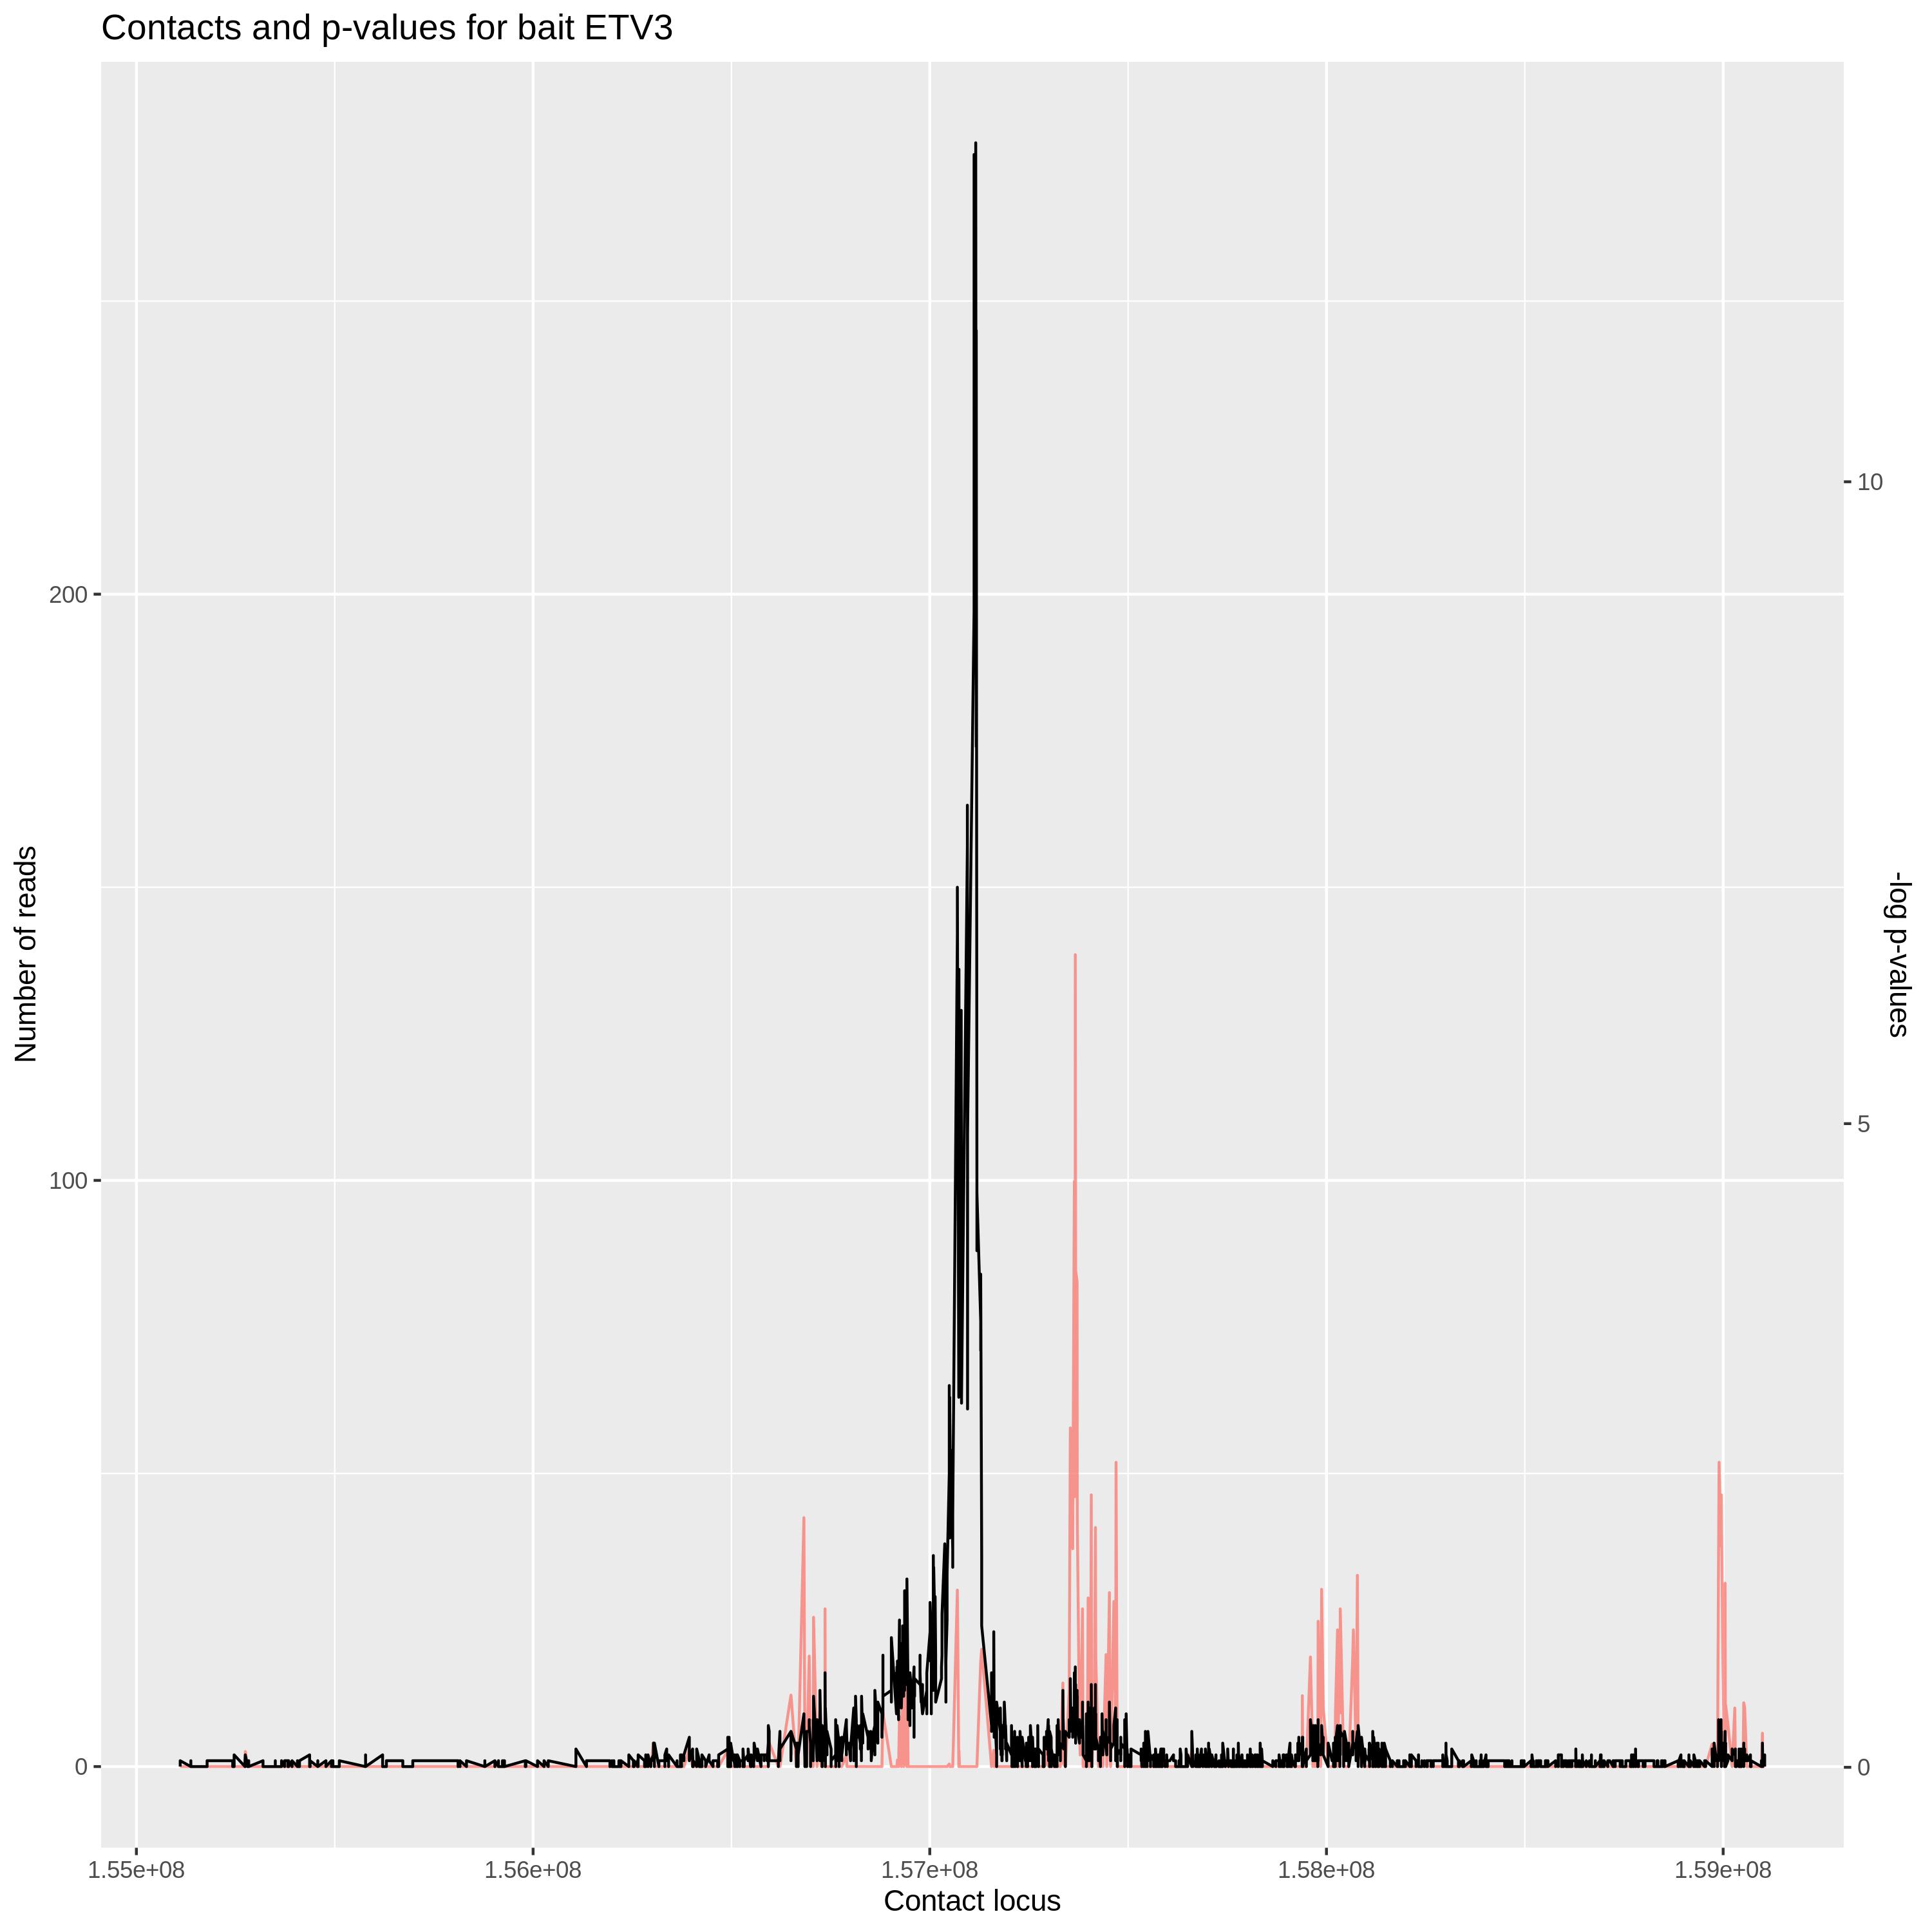 Contacts and p-values for bait ETV3
Number of reads
200
100
0
10
5
0
-log p-values
1.55e+08
1.56e+08
1.57e+08
1.58e+08
1.59e+08
Contact locus